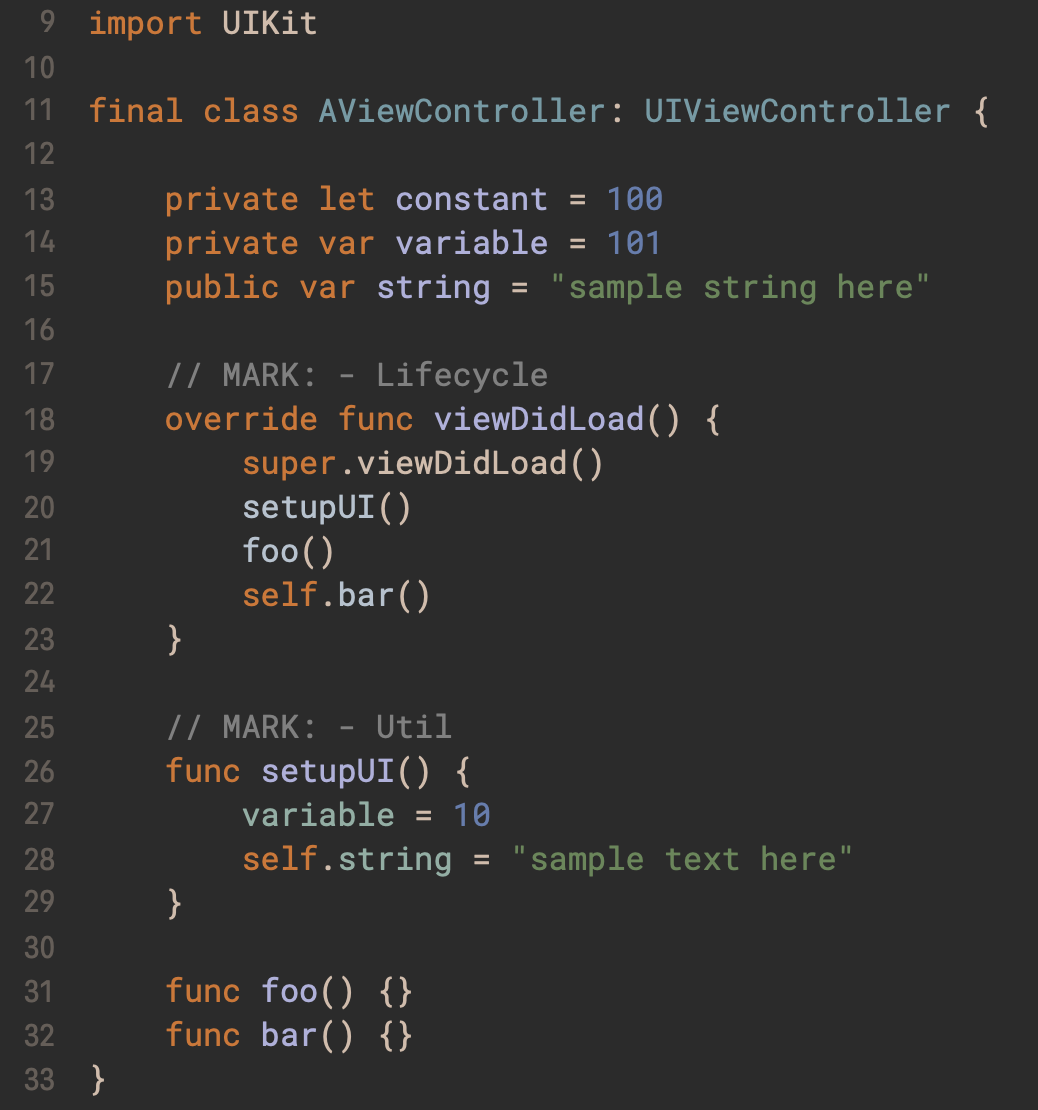 9 import UIKit
10
11 final class AViewController: UIViewController {
12
13     private let constant = 100
14     private var variable = 101
15     public var string = "sample string here"
16
17     // MARK: - Lifecycle
18     override func viewDidLoad() {
19         super.viewDidLoad()
20         setupUI()
21         foo()
22         self.bar()
23     }
24
25     // MARK: - Util
26     func setupUI() {
27         variable = 10
28         self.string = "sample text here"
29     }
30
31     func foo() {}
32     func bar() {}
33 }